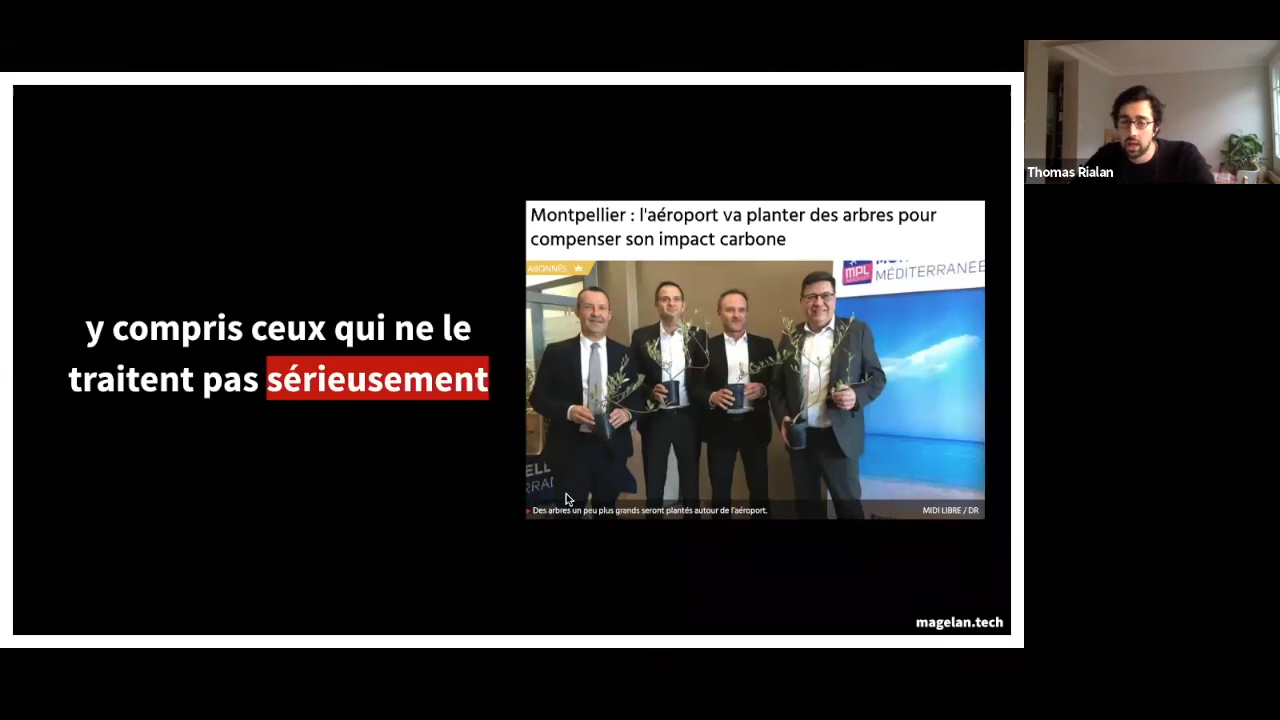 Thomas Rialan
Montpellier : l'aéroport va planter des arbres pour
compenser son impact carbone
ABONNÉS
MPL
MÉDITERRANÉE
y compris ceux qui ne le
traitent pas sérieusement
Des arbres un peu plus grands seront plantés autour de l'aéroport.
MIDI LIBRE / DR
magelan.tech